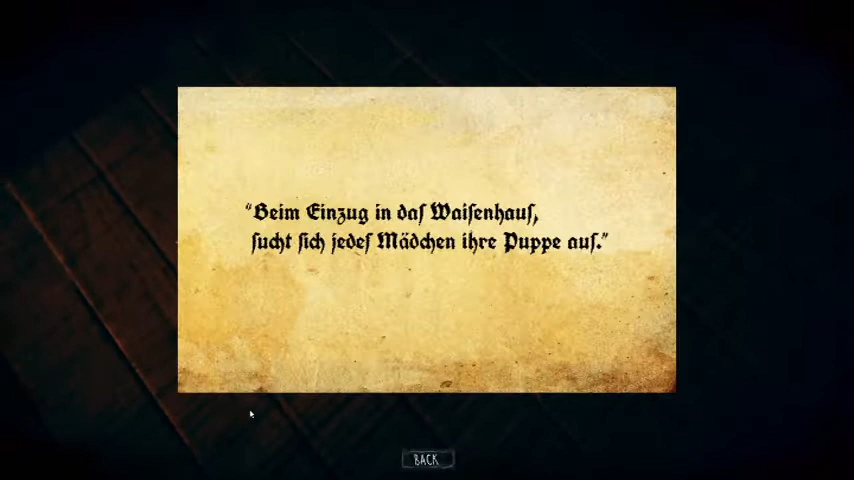 “Beim Einzug in daſ Waiſenhauſ,
ſucht ſich jedeſ Mädchen ihre Puppe auſ.”
BACK